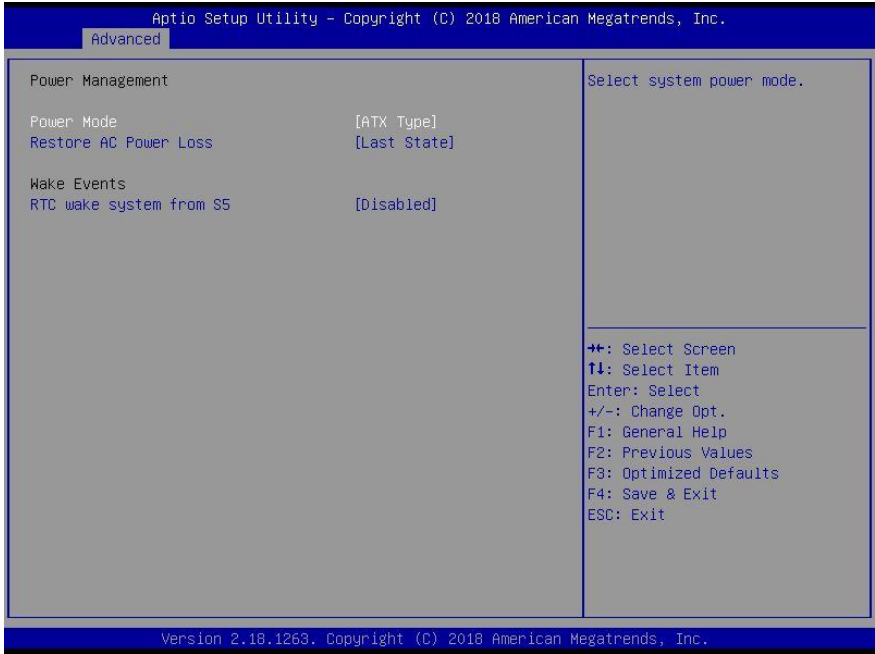 Aptio Setup Utility – Copyright (C) 2018 American Megatrends, Inc.
Advanced
Power Management
Power Mode [ATX Type]
Restore AC Power Loss [Last State]
Wake Events
RTC wake system from S5 [Disabled]
Select system power mode.
→←: Select Screen
↑↓: Select Item
Enter: Select
+/-: Change Opt.
F1: General Help
F2: Previous Values
F3: Optimized Defaults
F4: Save & Exit
ESC: Exit
Version 2.18.1263. Copyright (C) 2018 American Megatrends, Inc.